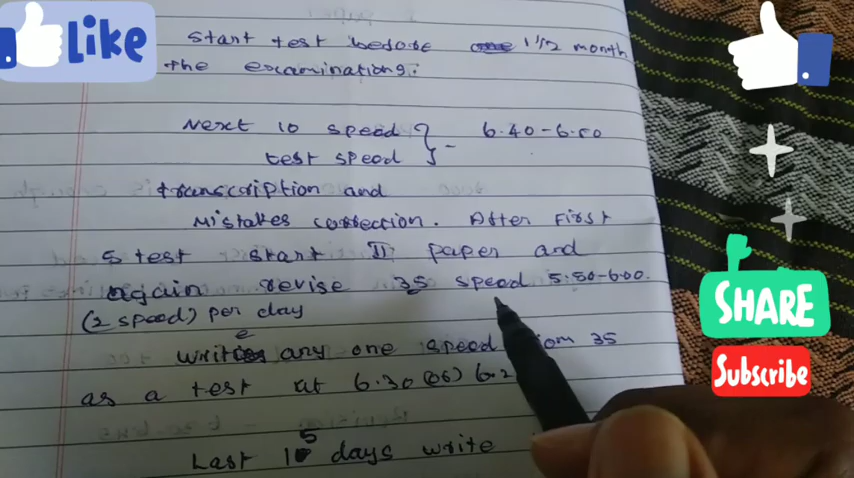 Like
start test before 1 1/2 month
the examinations.
Next 10 speed } - 6.40-6.50
test speed
transcription and
Mistakes correction. After First
5 test start II paper and
again revise 35 speed 5.50-6.00.
(2 speed) per day
write any one speed from 35
as a test at 6.30 (or) 6.2
Last 15 days write
SHARE
Subscribe